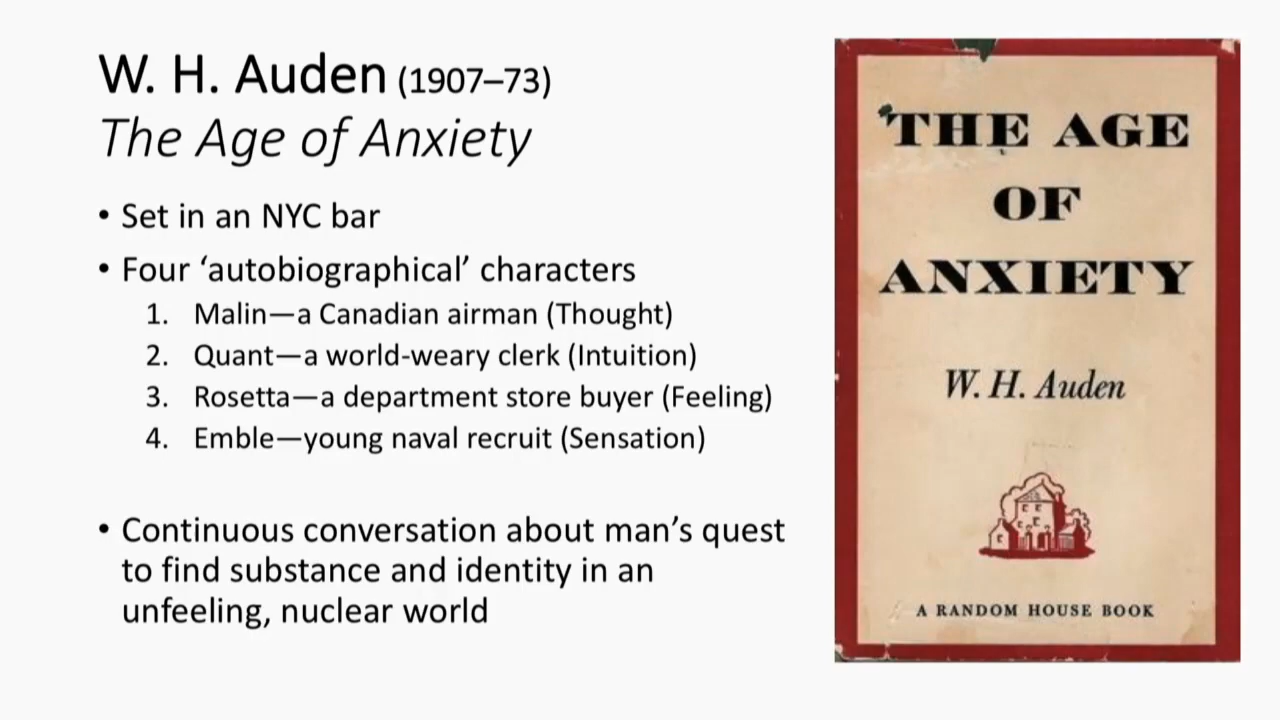 W. H. Auden (1907–73)
The Age of Anxiety
• Set in an NYC bar
• Four ‘autobiographical’ characters
1. Malin—a Canadian airman (Thought)
2. Quant—a world-weary clerk (Intuition)
3. Rosetta—a department store buyer (Feeling)
4. Emble—young naval recruit (Sensation)
• Continuous conversation about man’s quest
to find substance and identity in an
unfeeling, nuclear world
THE AGE
OF
ANXIETY
W. H. Auden
A RANDOM HOUSE BOOK